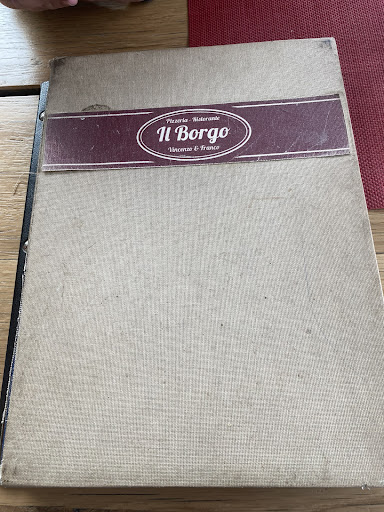 Pizzeria - Ristorante
Il Borgo
Vincenzo & Franco